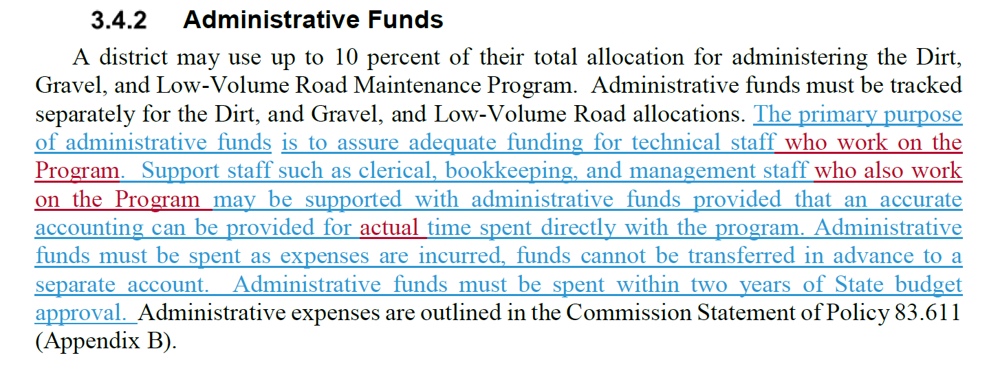 3.4.2 Administrative Funds
A district may use up to 10 percent of their total allocation for administering the Dirt,
Gravel, and Low-Volume Road Maintenance Program.  Administrative funds must be tracked
separately for the Dirt, and Gravel, and Low-Volume Road allocations. The primary purpose
of administrative funds is to assure adequate funding for technical staff who work on the
Program.  Support staff such as clerical, bookkeeping, and management staff who also work
on the Program may be supported with administrative funds provided that an accurate
accounting can be provided for actual time spent directly with the program. Administrative
funds must be spent as expenses are incurred, funds cannot be transferred in advance to a
separate account.  Administrative funds must be spent within two years of State budget
approval.  Administrative expenses are outlined in the Commission Statement of Policy 83.611
(Appendix B).